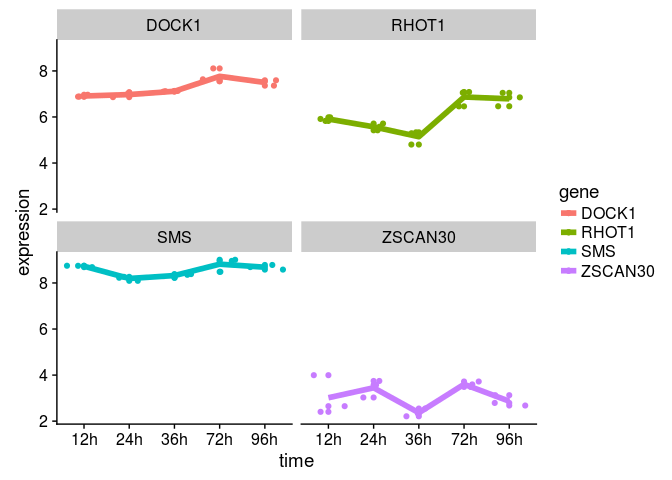 DOCK1 RHOT1
8
6
4
2
SMS ZSCAN30
8
6
4
2
12h 24h 36h 72h 96h 12h 24h 36h 72h 96h
time
expression
gene
DOCK1
RHOT1
SMS
ZSCAN30